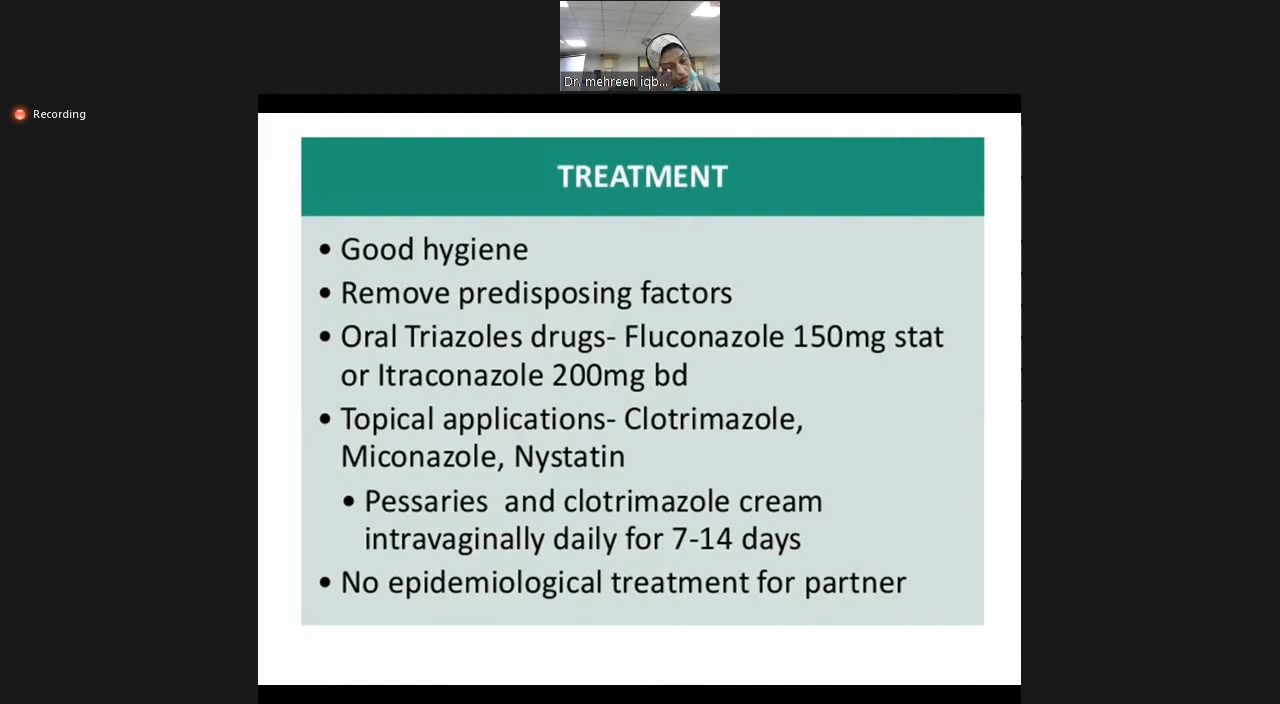 Dr. mehreen iqb...
Recording
TREATMENT
• Good hygiene
• Remove predisposing factors
• Oral Triazoles drugs- Fluconazole 150mg stat
or Itraconazole 200mg bd
• Topical applications- Clotrimazole,
Miconazole, Nystatin
• Pessaries and clotrimazole cream
intravaginally daily for 7-14 days
• No epidemiological treatment for partner